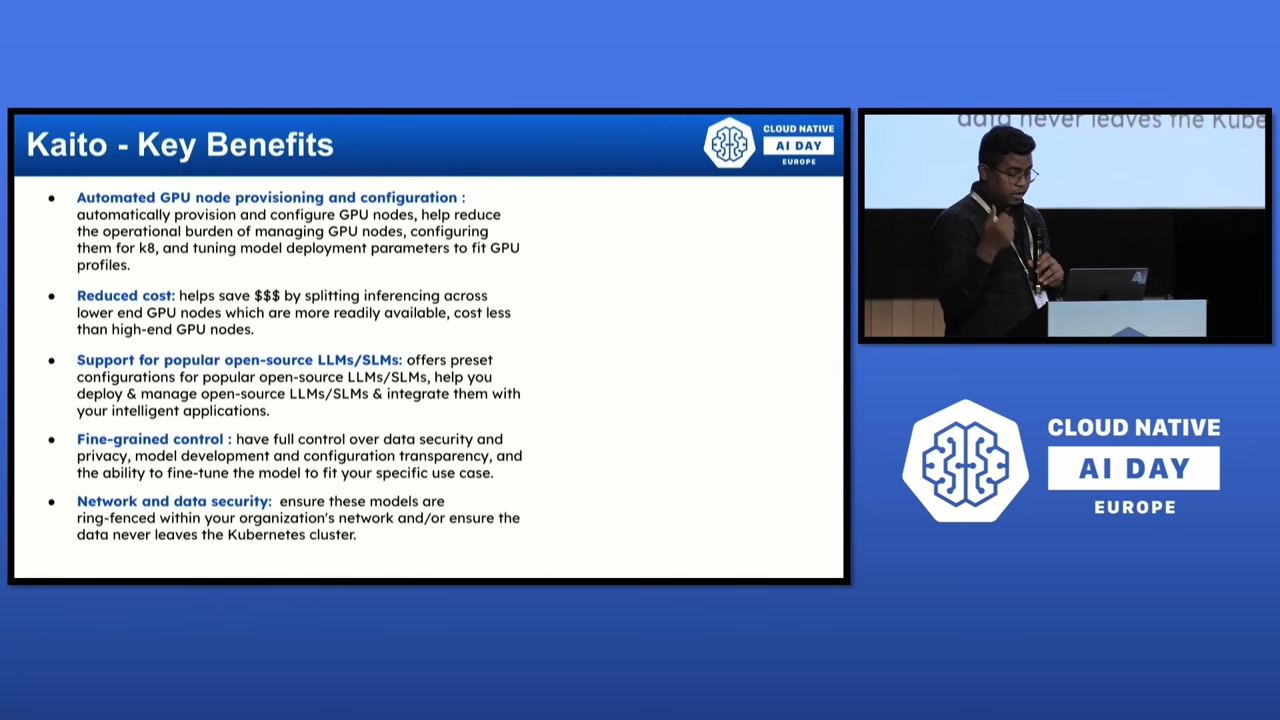 Kaito - Key Benefits
CLOUD NATIVE
AI DAY
EUROPE
● Automated GPU node provisioning and configuration :
automatically provision and configure GPU nodes, help reduce
the operational burden of managing GPU nodes, configuring
them for k8, and tuning model deployment parameters to fit GPU
profiles.
● Reduced cost: helps save $$$ by splitting inferencing across
lower end GPU nodes which are more readily available, cost less
than high-end GPU nodes.
● Support for popular open-source LLMs/SLMs: offers preset
configurations for popular open-source LLMs/SLMs, help you
deploy & manage open-source LLMs/SLMs & integrate them with
your intelligent applications.
● Fine-grained control : have full control over data security and
privacy, model development and configuration transparency, and
the ability to fine-tune the model to fit your specific use case.
● Network and data security: ensure these models are
ring-fenced within your organization's network and/or ensure the
data never leaves the Kubernetes cluster.
data never leaves the Kube
CLOUD NATIVE
AI DAY
EUROPE